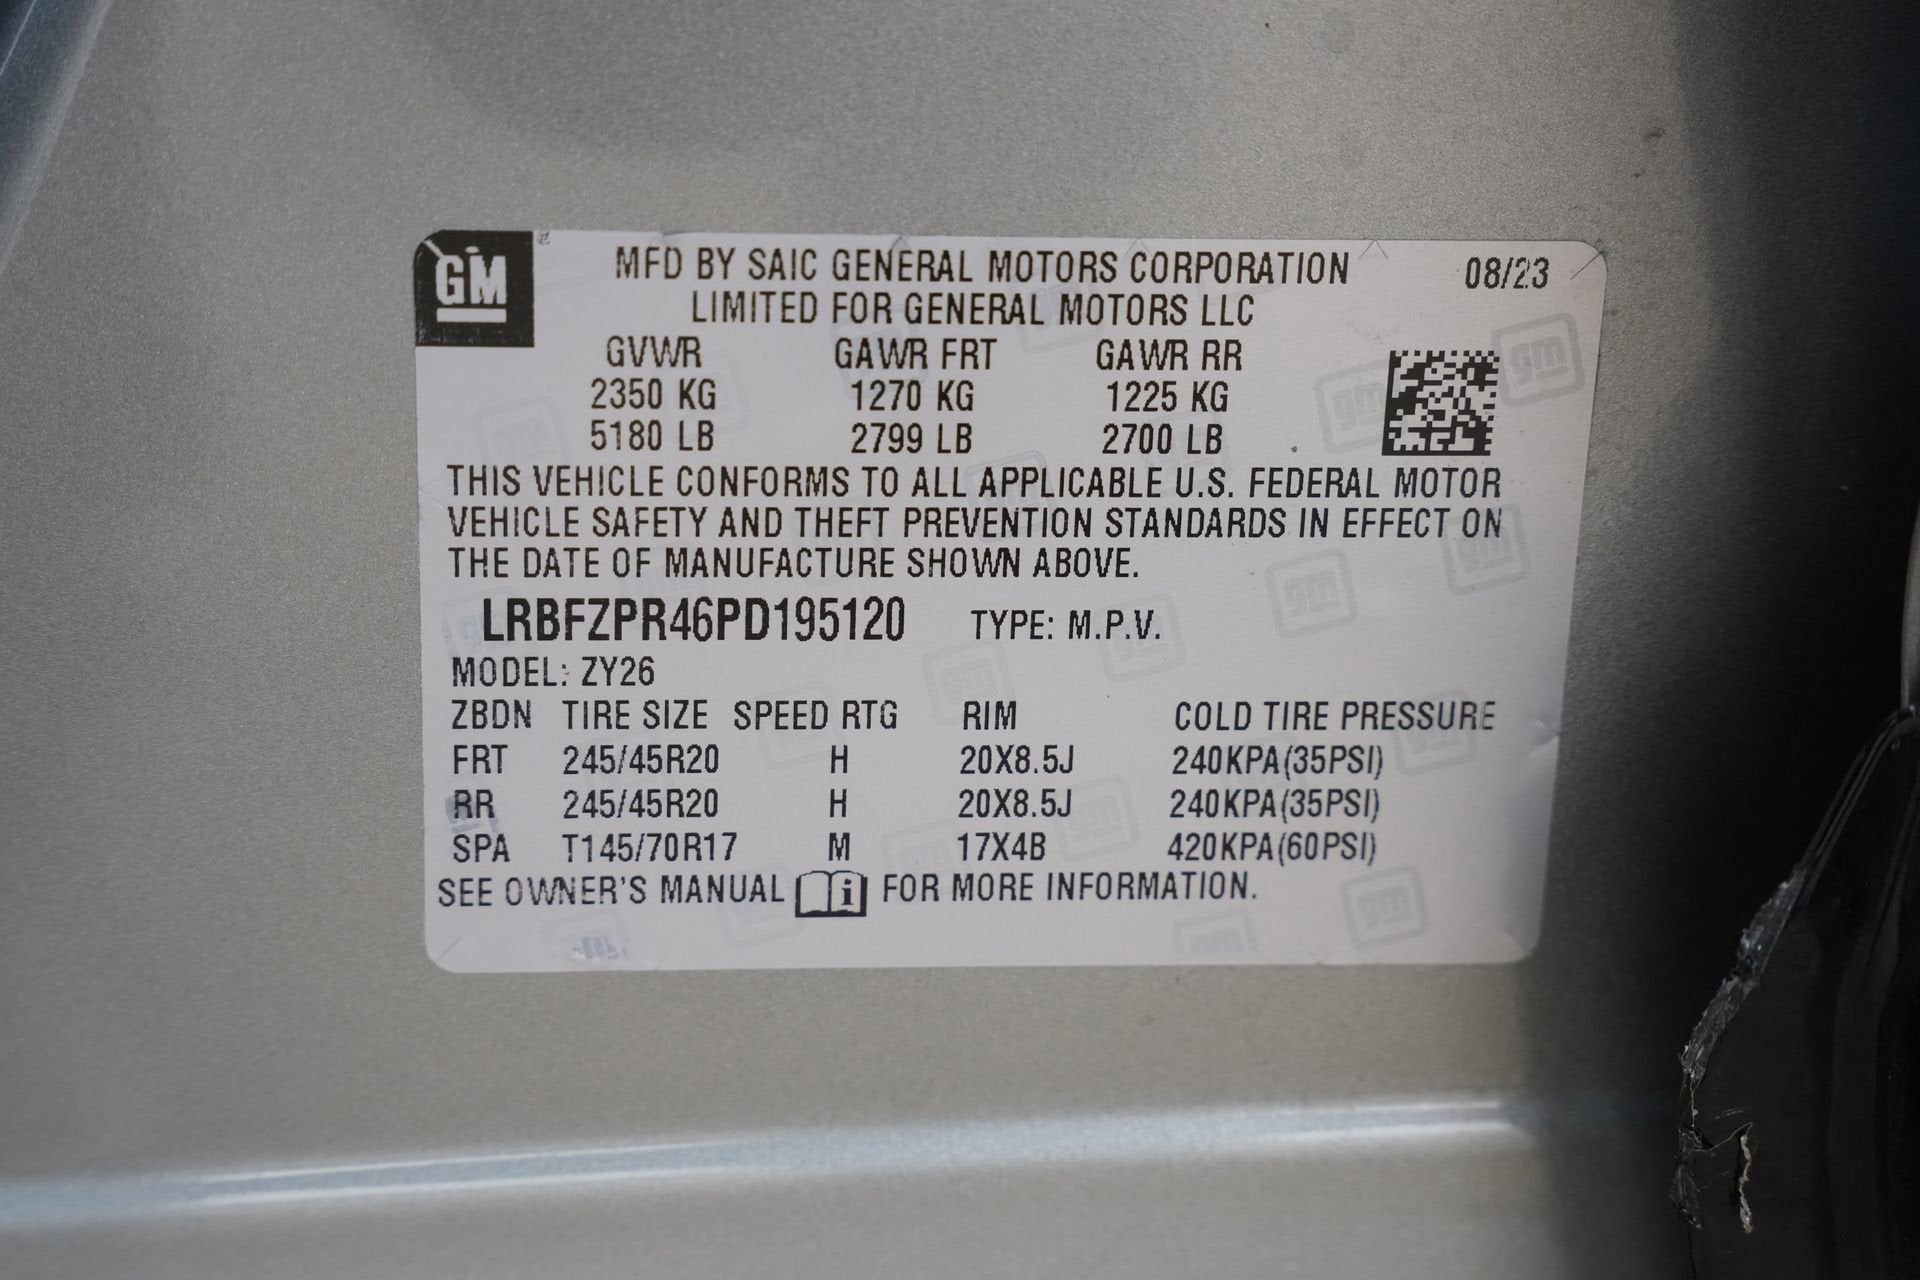 GM
MFD BY SAIC GENERAL MOTORS CORPORATION 08/23
LIMITED FOR GENERAL MOTORS LLC
GVWR GAWR FRT GAWR RR
2350 KG 1270 KG 1225 KG
5180 LB 2799 LB 2700 LB
THIS VEHICLE CONFORMS TO ALL APPLICABLE U.S. FEDERAL MOTOR
VEHICLE SAFETY AND THEFT PREVENTION STANDARDS IN EFFECT ON
THE DATE OF MANUFACTURE SHOWN ABOVE.
LRBFZPR46PD195120 TYPE: M.P.V.
MODEL: ZY26
ZBDN TIRE SIZE SPEED RTG RIM COLD TIRE PRESSURE
FRT 245/45R20 H 20X8.5J 240KPA(35PSI)
RR 245/45R20 H 20X8.5J 240KPA(35PSI)
SPA T145/70R17 M 17X4B 420KPA(60PSI)
SEE OWNER'S MANUAL i FOR MORE INFORMATION.